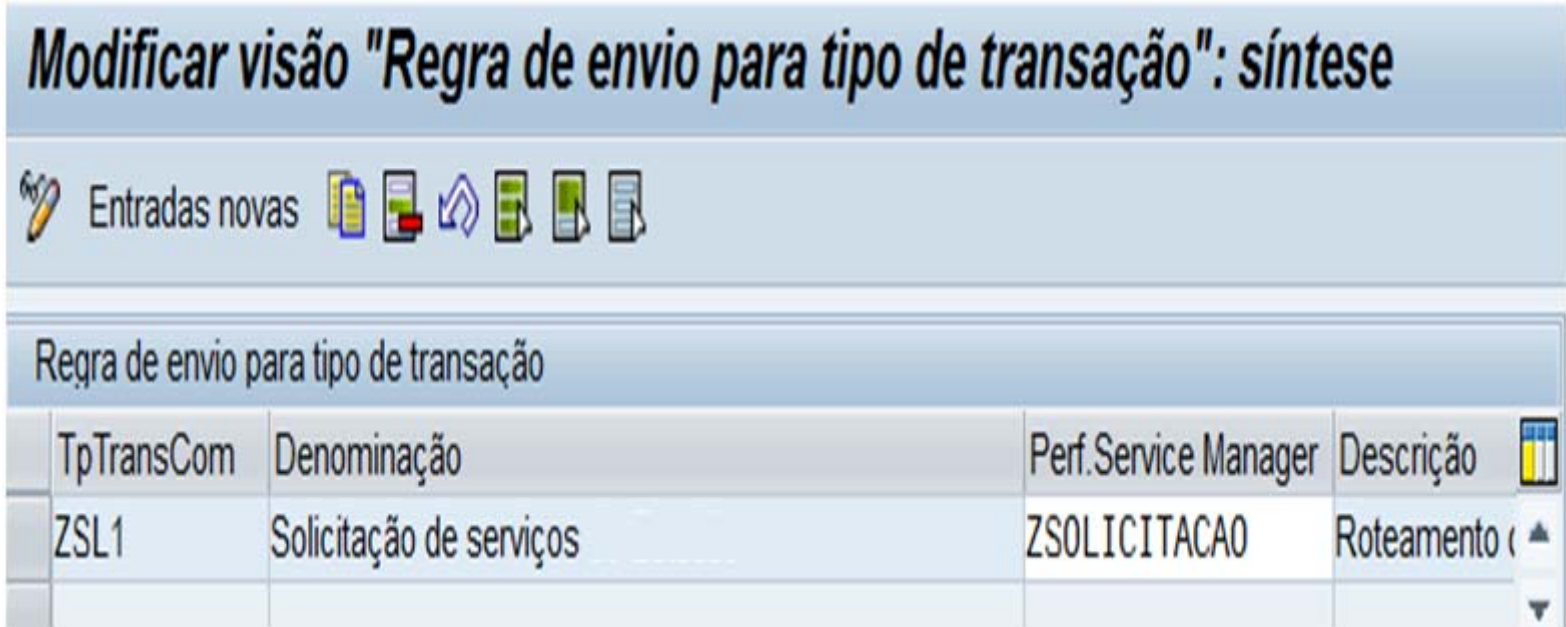 Modificar visão "Regra de envio para tipo de transação": síntese
Entradas novas
Regra de envio para tipo de transação
TpTransCom Denominação Perf.Service Manager Descrição
ZSL1 Solicitação de serviços ZSOLICITACAO Roteamento